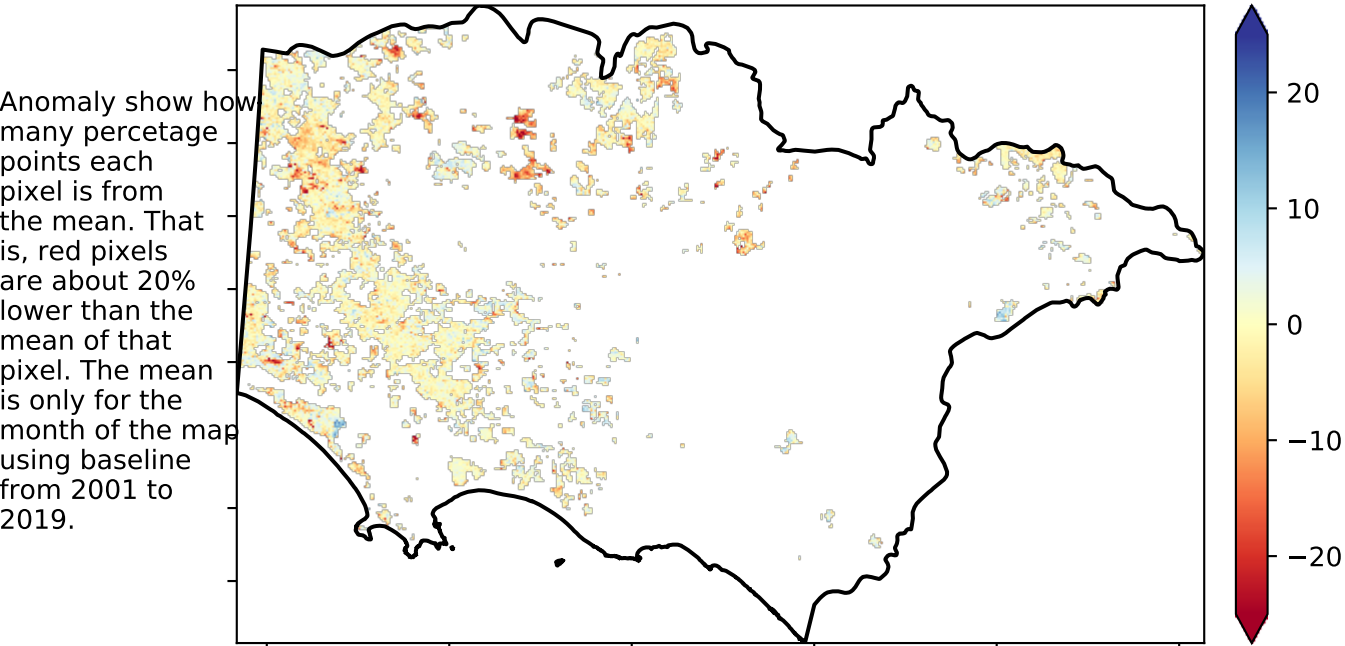 Anomaly show how
many percetage
points each
pixel is from
the mean. That
is, red pixels
are about 20%
lower than the
mean of that
pixel. The mean
is only for the
month of the map
using baseline
from 2001 to
2019.
20
10
0
−10
−20